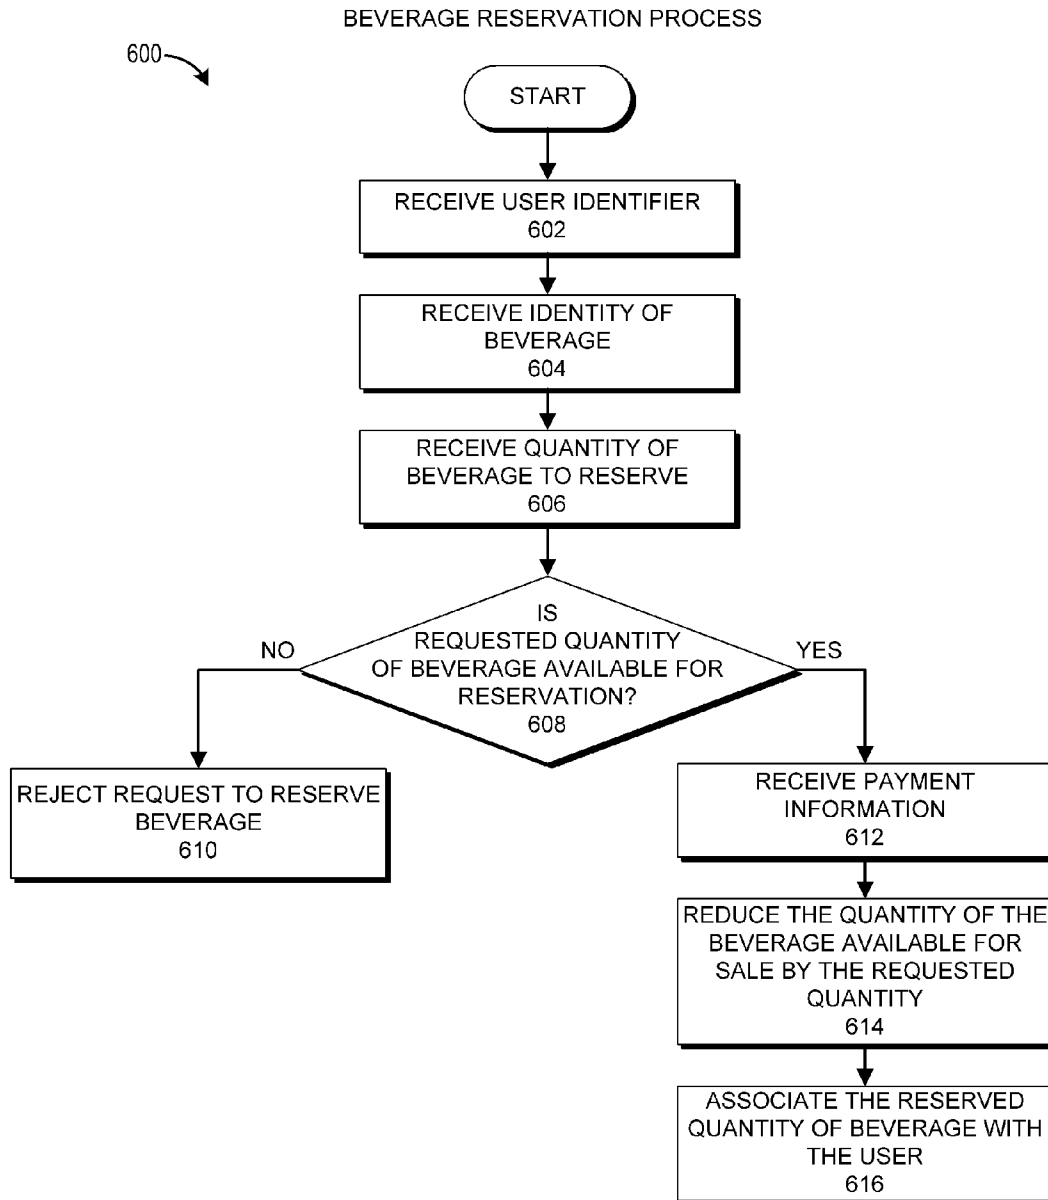 BEVERAGE RESERVATION PROCESS
600
START
RECEIVE USER IDENTIFIER
602
RECEIVE IDENTITY OF
BEVERAGE
604
RECEIVE QUANTITY OF
BEVERAGE TO RESERVE
606
IS
REQUESTED QUANTITY
OF BEVERAGE AVAILABLE FOR
RESERVATION?
608
NO
YES
REJECT REQUEST TO RESERVE
BEVERAGE
610
RECEIVE PAYMENT
INFORMATION
612
REDUCE THE QUANTITY OF THE
BEVERAGE AVAILABLE FOR
SALE BY THE REQUESTED
QUANTITY
614
ASSOCIATE THE RESERVED
QUANTITY OF BEVERAGE WITH
THE USER
616